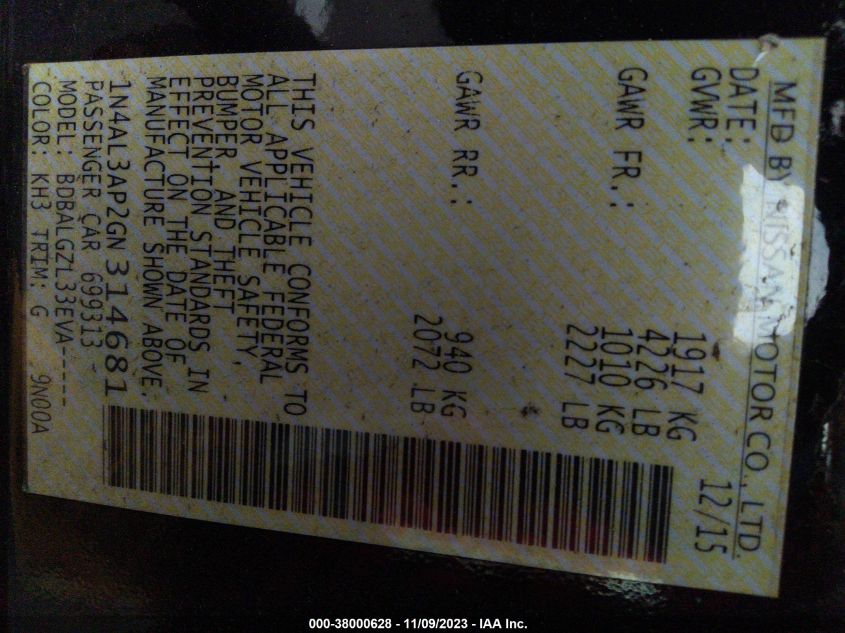 MFD BY NISSAN MOTOR CO., LTD.
DATE: 12/15
GVWR: 1917 KG
4226 LB
GAWR FR.: 1010 KG
2227 LB
GAWR RR.: 940 KG
2072 LB
THIS VEHICLE CONFORMS TO
ALL APPLICABLE FEDERAL
MOTOR VEHICLE SAFETY,
BUMPER, AND THEFT
PREVENTION STANDARDS IN
EFFECT ON THE DATE OF
MANUFACTURE SHOWN ABOVE.
1N4AL3AP2GN314681
PASSENGER CAR 699313
MODEL: BDBALGZL33EVA-----
COLOR: KH3 TRIM: G 9N00A
000-38000628 - 11/09/2023 - IAA Inc.